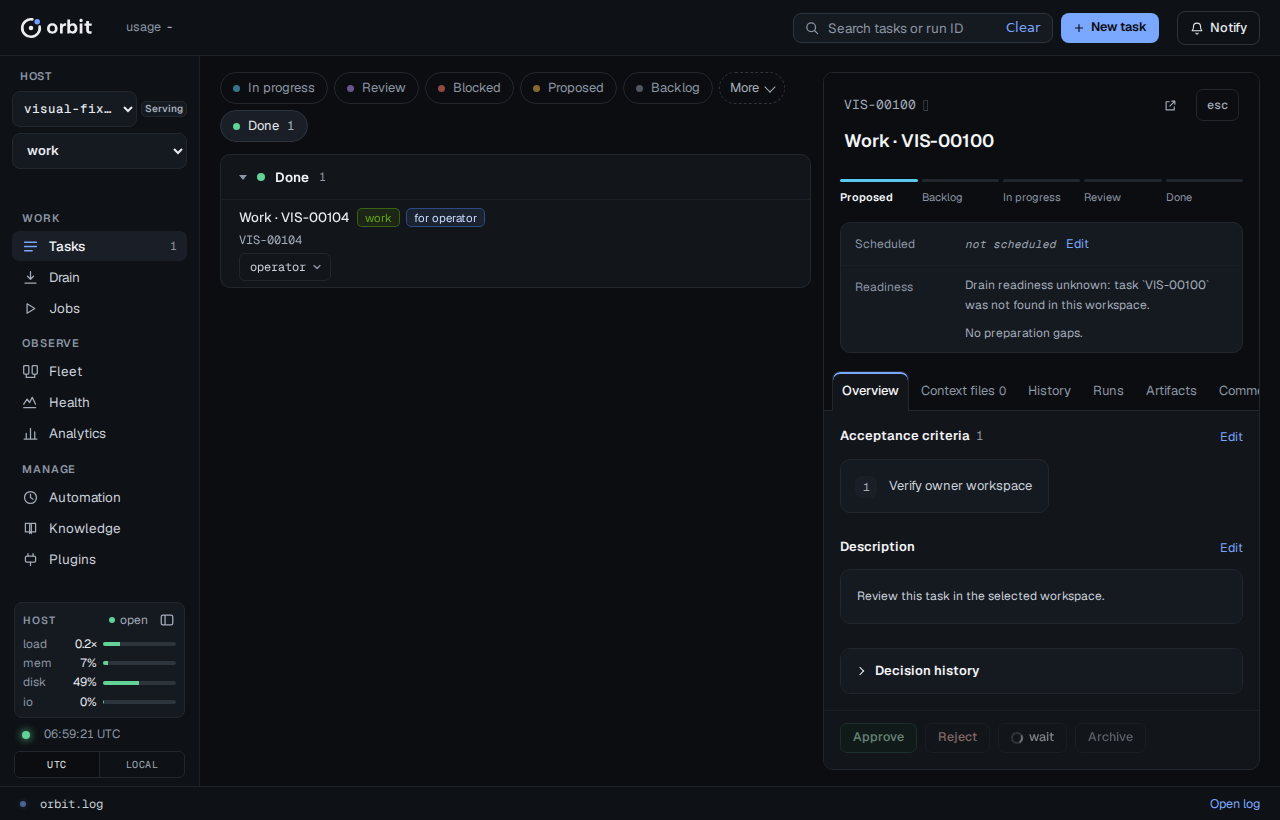 orbit
usage –
Search tasks or run ID
Clear
+ New task
Notify
HOST
visual-fix…
Serving
work
WORK
Tasks 1
Drain
Jobs
OBSERVE
Fleet
Health
Analytics
MANAGE
Automation
Knowledge
Plugins
HOST open
load 0.2×
mem 7%
disk 49%
io 0%
06:59:21 UTC
UTC LOCAL
In progress
Review
Blocked
Proposed
Backlog
More
Done 1
Done 1
Work · VIS-00104 work for operator
VIS-00104
operator
VIS-00100
esc
Work · VIS-00100
Proposed Backlog In progress Review Done
Scheduled not scheduled Edit
Readiness Drain readiness unknown: task `VIS-00100`
was not found in this workspace.
No preparation gaps.
Overview Context files 0 History Runs Artifacts Comme
Acceptance criteria 1 Edit
1 Verify owner workspace
Description Edit
Review this task in the selected workspace.
Decision history
Approve Reject wait Archive
orbit.log
Open log